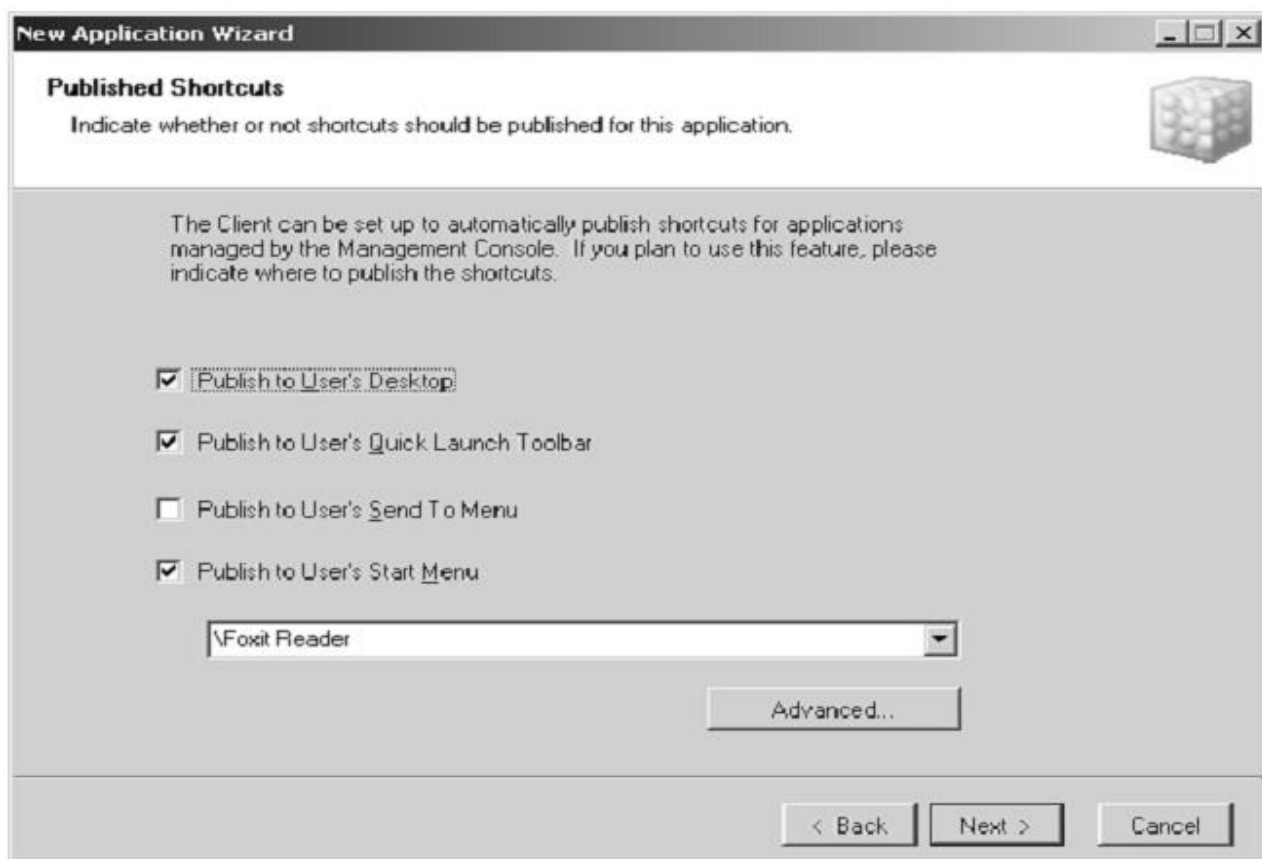 New Application Wizard
Published Shortcuts
Indicate whether or not shortcuts should be published for this application.
The Client can be set up to automatically publish shortcuts for applications
managed by the Management Console. If you plan to use this feature, please
indicate where to publish the shortcuts.
Publish to User's Desktop
Publish to User's Quick Launch Toolbar
Publish to User's Send To Menu
Publish to User's Start Menu
\Foxit Reader
Advanced...
< Back Next > Cancel